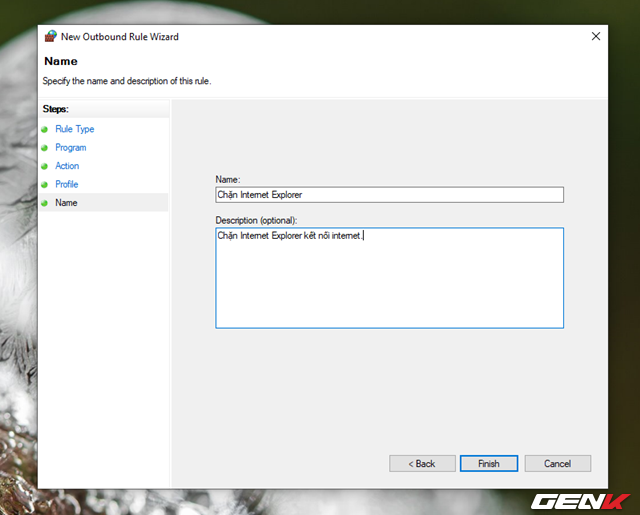 New Outbound Rule Wizard
Name
Specify the name and description of this rule.
Steps:
Rule Type
Program
Action
Profile
Name
Name:
Chặn Internet Explorer
Description (optional):
Chặn Internet Explorer kết nối internet.
< Back
Finish
Cancel
GENK